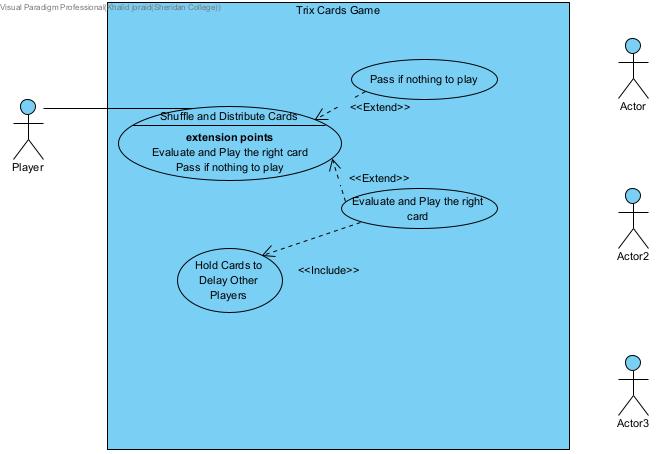 Visual Paradigm Professional(Khalid joraid(Sheridan College))
Trix Cards Game
Pass if nothing to play
<<Extend>>
Actor
Player
Shuffle and Distribute Cards
extension points
Evaluate and Play the right card
Pass if nothing to play
<<Extend>>
Evaluate and Play the right
card
Actor2
Hold Cards to
Delay Other
Players
<<Include>>
Actor3